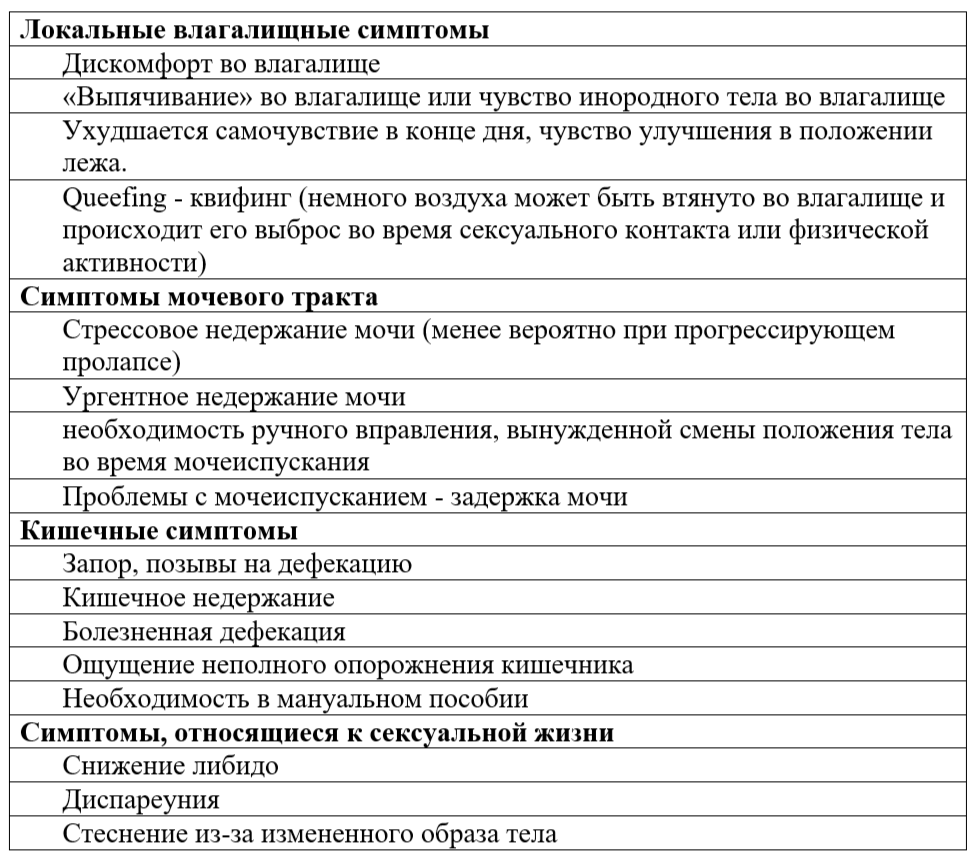 Локальные влагалищные симптомы
Дискомфорт во влагалище
«Выпячивание» во влагалище или чувство инородного тела во влагалище
Ухудшается самочувствие в конце дня, чувство улучшения в положении
лежа.
Queefing - квифинг (немного воздуха может быть втянуто во влагалище и
происходит его выброс во время сексуального контакта или физической
активности)
Симптомы мочевого тракта
Стрессовое недержание мочи (менее вероятно при прогрессирующем
пролапсе)
Ургентное недержание мочи
необходимость ручного вправления, вынужденной смены положения тела
во время мочеиспускания
Проблемы с мочеиспусканием - задержка мочи
Кишечные симптомы
Запор, позывы на дефекацию
Кишечное недержание
Болезненная дефекация
Ощущение неполного опорожнения кишечника
Необходимость в мануальном пособии
Симптомы, относящиеся к сексуальной жизни
Снижение либидо
Диспареуния
Стеснение из-за измененного образа тела